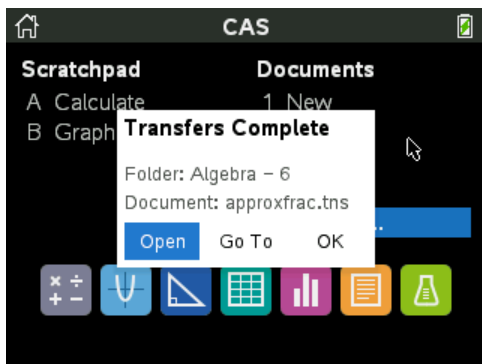 CAS
Scratchpad
Documents
A Calculate
1 New
B Graph
Transfers Complete
Folder: Algebra – 6
Document: approxfrac.tns
..
Open Go To OK